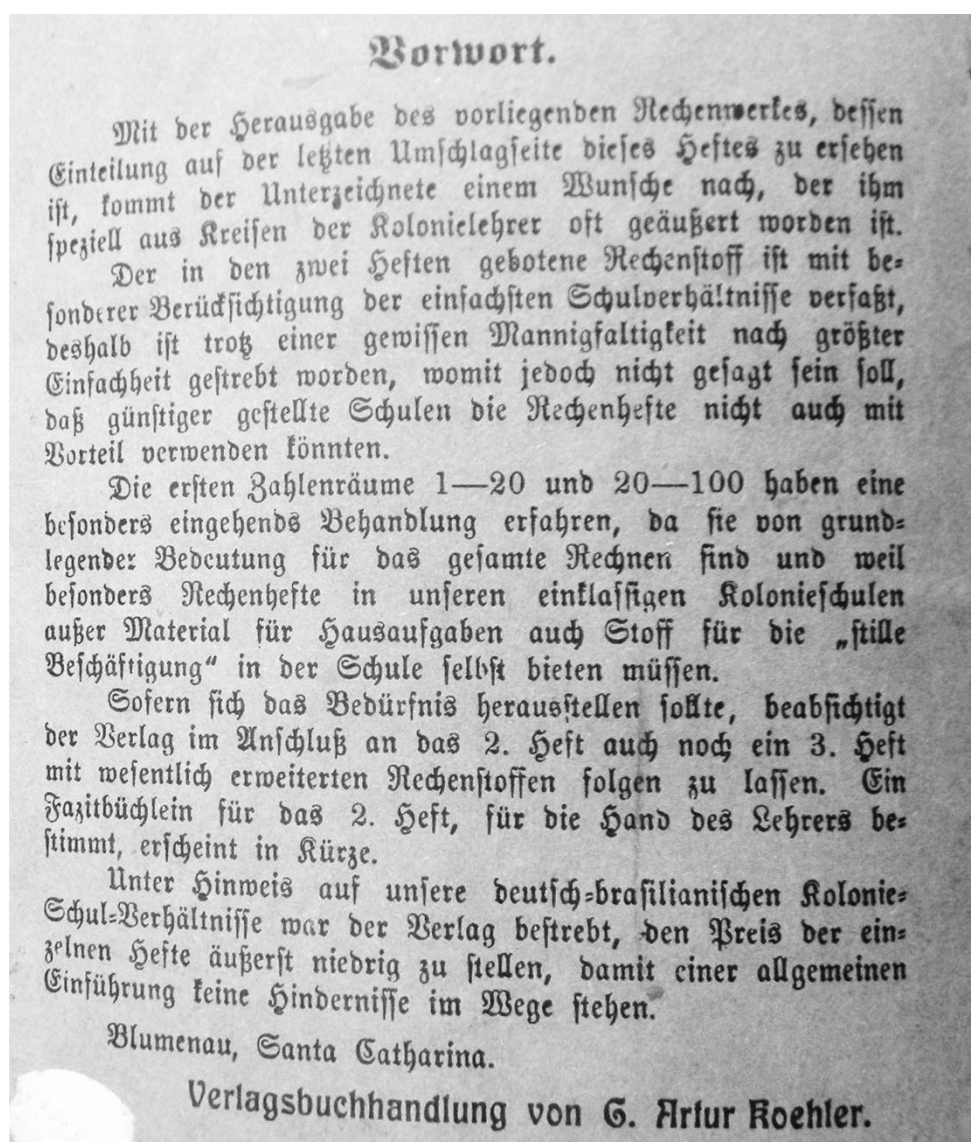 Vorwort.
Mit der Herausgabe des vorliegenden Rechenwerkes, dessen
Einteilung auf der letzten Umschlagseite dieses Heftes zu ersehen
ist, kommt der Unterzeichnete einem Wunsche nach, der ihm
speziell aus Kreisen der Kolonielehrer oft geäußert worden ist.
Der in den zwei Heften gebotene Rechenstoff ist mit be-
sonderer Berücksichtigung der einfachsten Schulverhältnisse verfaßt,
deshalb ist trotz einer gewissen Mannigfaltigkeit nach größter
Einfachheit gestrebt worden, womit jedoch nicht gesagt sein soll,
daß günstiger gestellte Schulen die Rechenhefte nicht auch mit
Vorteil verwenden könnten.
Die ersten Zahlenräume 1—20 und 20—100 haben eine
besonders eingehends Behandlung erfahren, da sie von grund-
legender Bedeutung für das gesamte Rechnen sind und weil
besonders Rechenhefte in unseren einklassigen Kolonieschulen
außer Material für Hausaufgaben auch Stoff für die „stille
Beschäftigung“ in der Schule selbst bieten müssen.
Sofern sich das Bedürfnis herausstellen sollte, beabsichtigt
der Verlag im Anschluß an das 2. Heft auch noch ein 3. Heft
mit wesentlich erweiterten Rechenstoffen folgen zu lassen. Ein
Fazitbüchlein für das 2. Heft, für die Hand des Lehrers be-
stimmt, erscheint in Kürze.
Unter Hinweis auf unsere deutsch-brasilianischen Kolonie-
Schul-Verhältnisse war der Verlag bestrebt, den Preis der ein-
zelnen Hefte äußerst niedrig zu stellen, damit einer allgemeinen
Einführung keine Hindernisse im Wege stehen.
Blumenau, Santa Catharina.
Verlagsbuchhandlung von G. Artur Koehler.